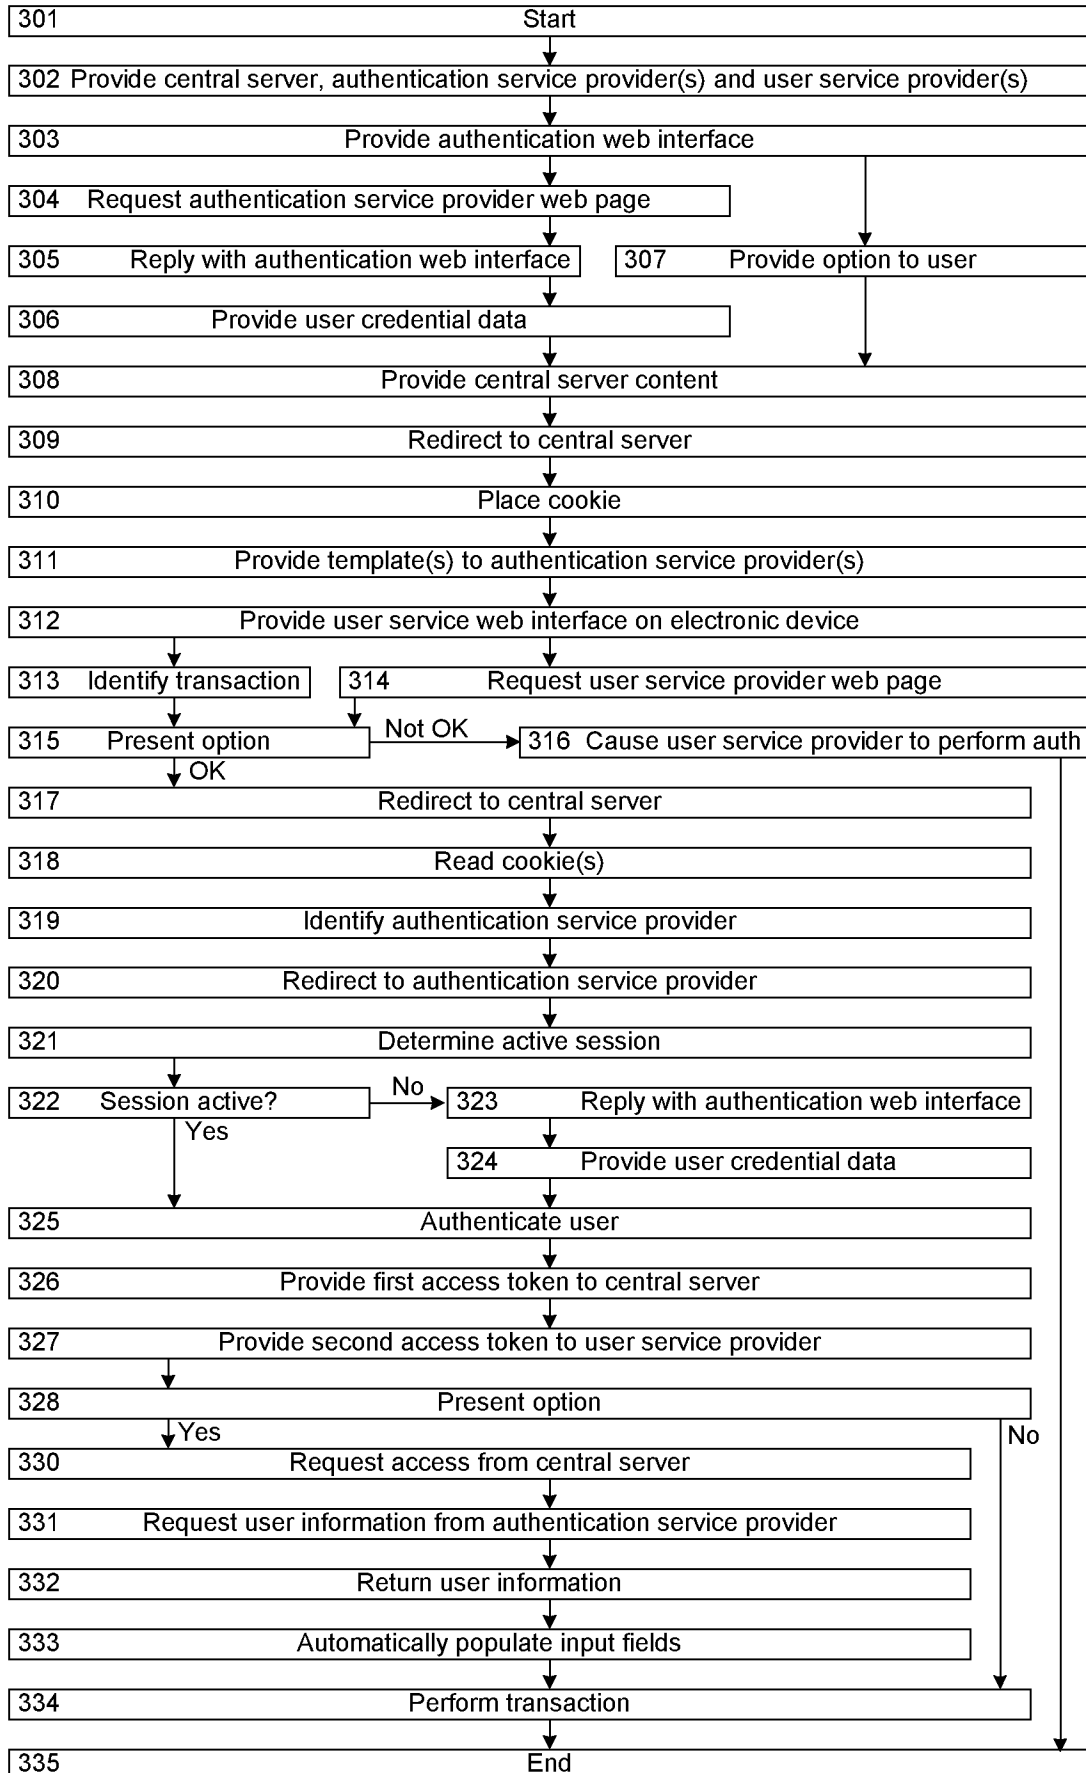 301 Start
302 Provide central server, authentication service provider(s) and user service provider(s)
303 Provide authentication web interface
304 Request authentication service provider web page
305 Reply with authentication web interface
307 Provide option to user
306 Provide user credential data
308 Provide central server content
309 Redirect to central server
310 Place cookie
311 Provide template(s) to authentication service provider(s)
312 Provide user service web interface on electronic device
313 Identify transaction
314 Request user service provider web page
315 Present option
Not OK
316 Cause user service provider to perform auth
OK
317 Redirect to central server
318 Read cookie(s)
319 Identify authentication service provider
320 Redirect to authentication service provider
321 Determine active session
322 Session active?
No
323 Reply with authentication web interface
Yes
324 Provide user credential data
325 Authenticate user
326 Provide first access token to central server
327 Provide second access token to user service provider
328 Present option
Yes
No
330 Request access from central server
331 Request user information from authentication service provider
332 Return user information
333 Automatically populate input fields
334 Perform transaction
335 End